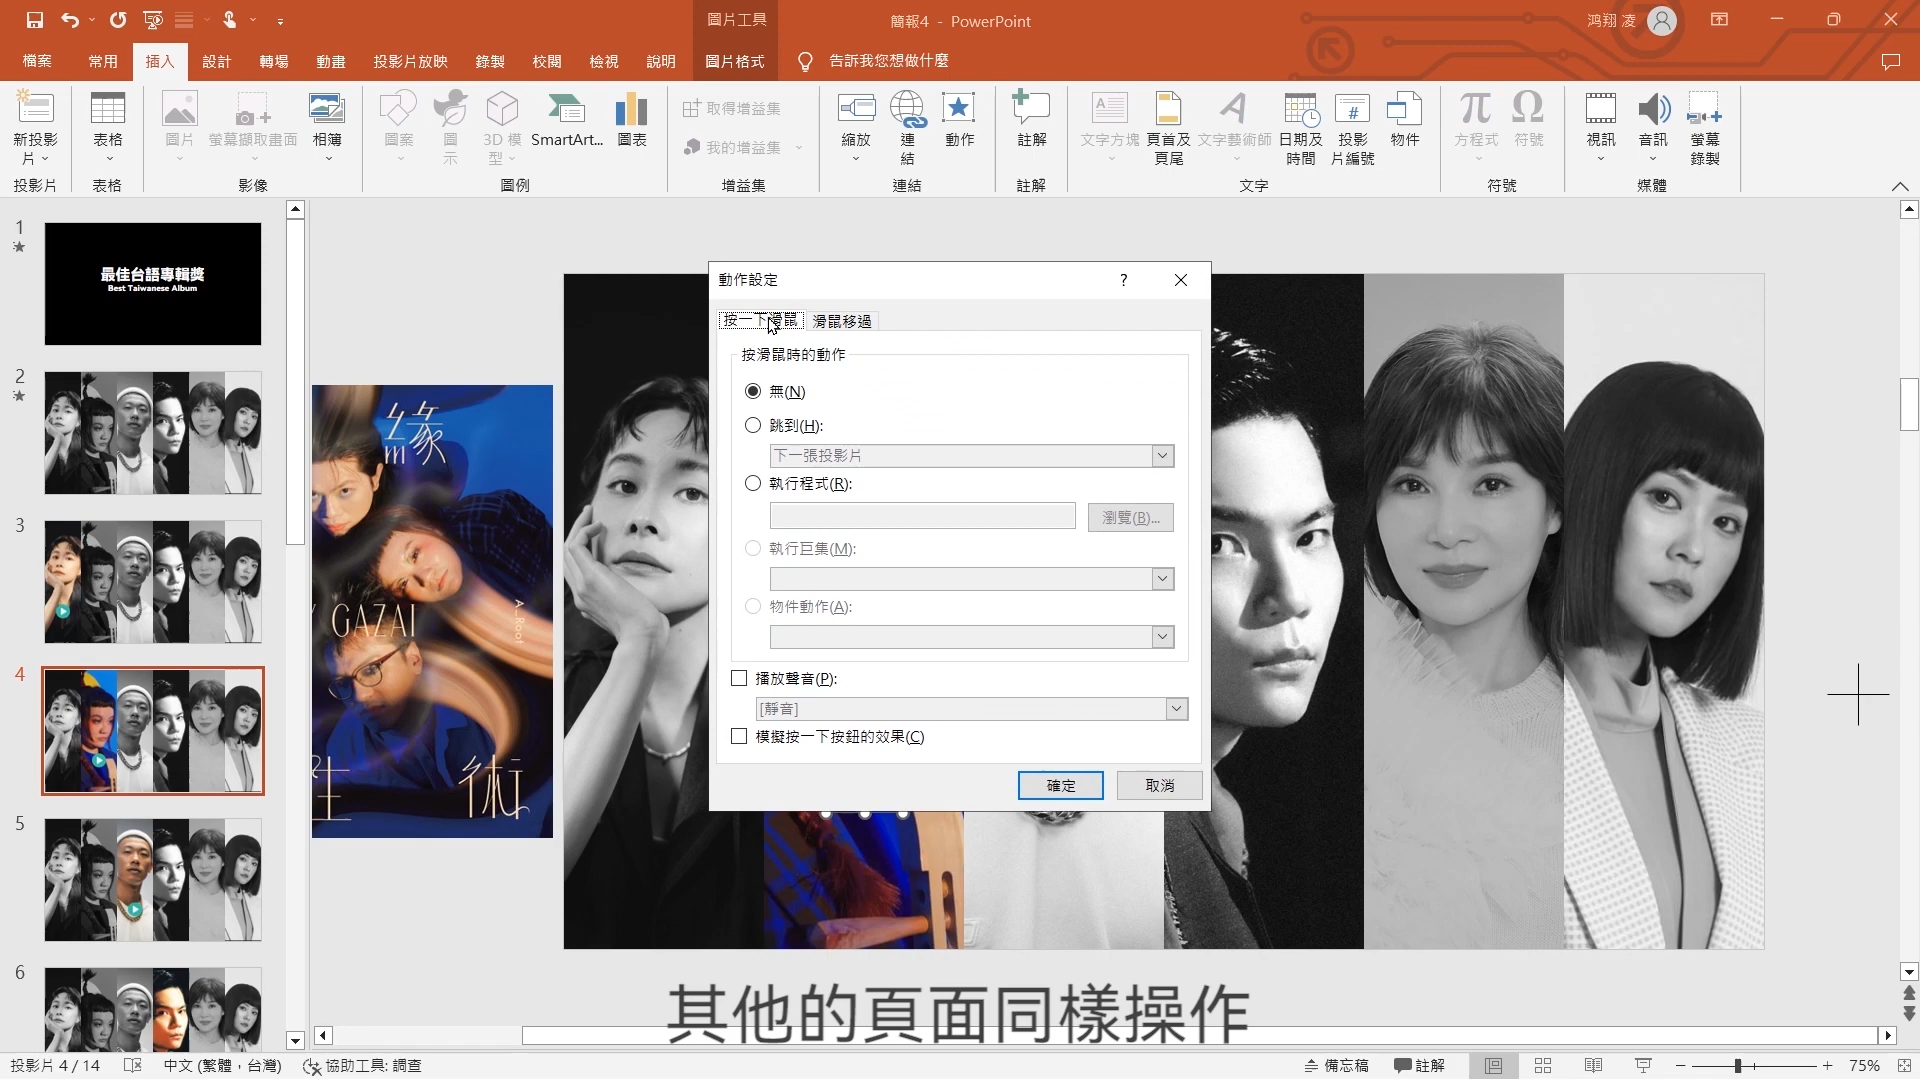 圖片工具
簡報4 - PowerPoint
鸿翔 凌
檔案 常用 插入 設計 轉場 動畫 投影片放映 錄製 校閱 檢視 說明 圖片格式 告訴我您想做什麼
新投影片
表格
圖片
螢幕擷取畫面
相簿
圖案
圖示
3D 模型
SmartArt...
圖表
取得增益集
我的增益集
縮放
連結
動作
註解
文字方塊
頁首及頁尾
文字藝術師
日期及時間
投影片編號
物件
方程式
符號
視訊
音訊
螢幕錄製
投影片 表格 影像 圖例 增益集 連結 註解 文字 符號 媒體
1
最佳台語專輯獎
Best Taiwanese Album
2
3
4
5
6
緣
GAZAI
A_Root
術
動作設定
?
按一下滑鼠 滑鼠移過
按滑鼠時的動作
無(N)
跳到(H):
下一張投影片
執行程式(R):
瀏覽(B)...
執行巨集(M):
物件動作(A):
播放聲音(P):
[靜音]
模擬按一下按鈕的效果(C)
確定 取消
其他的頁面同樣操作
投影片 4 / 14 中文 (繁體，台灣) 協助工具: 調查 備忘稿 註解 75%